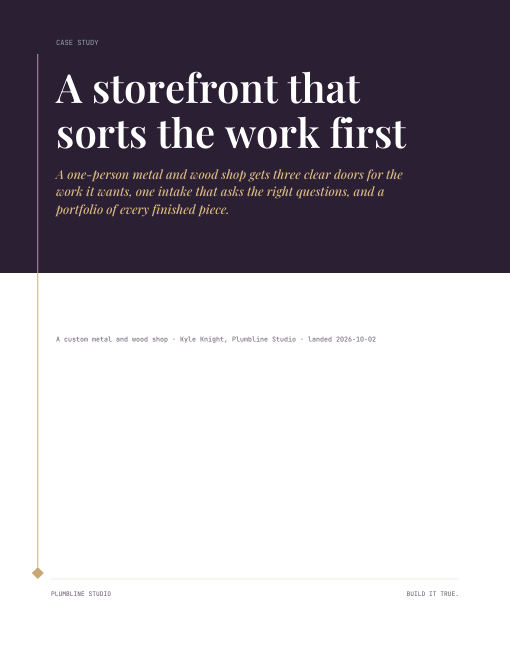 CASE STUDY
A storefront that
sorts the work first
A one-person metal and wood shop gets three clear doors for the
work it wants, one intake that asks the right questions, and a
portfolio of every finished piece.
A custom metal and wood shop · Kyle Knight, Plumbline Studio · landed 2026-10-02
PLUMBLINE STUDIO
BUILD IT TRUE.